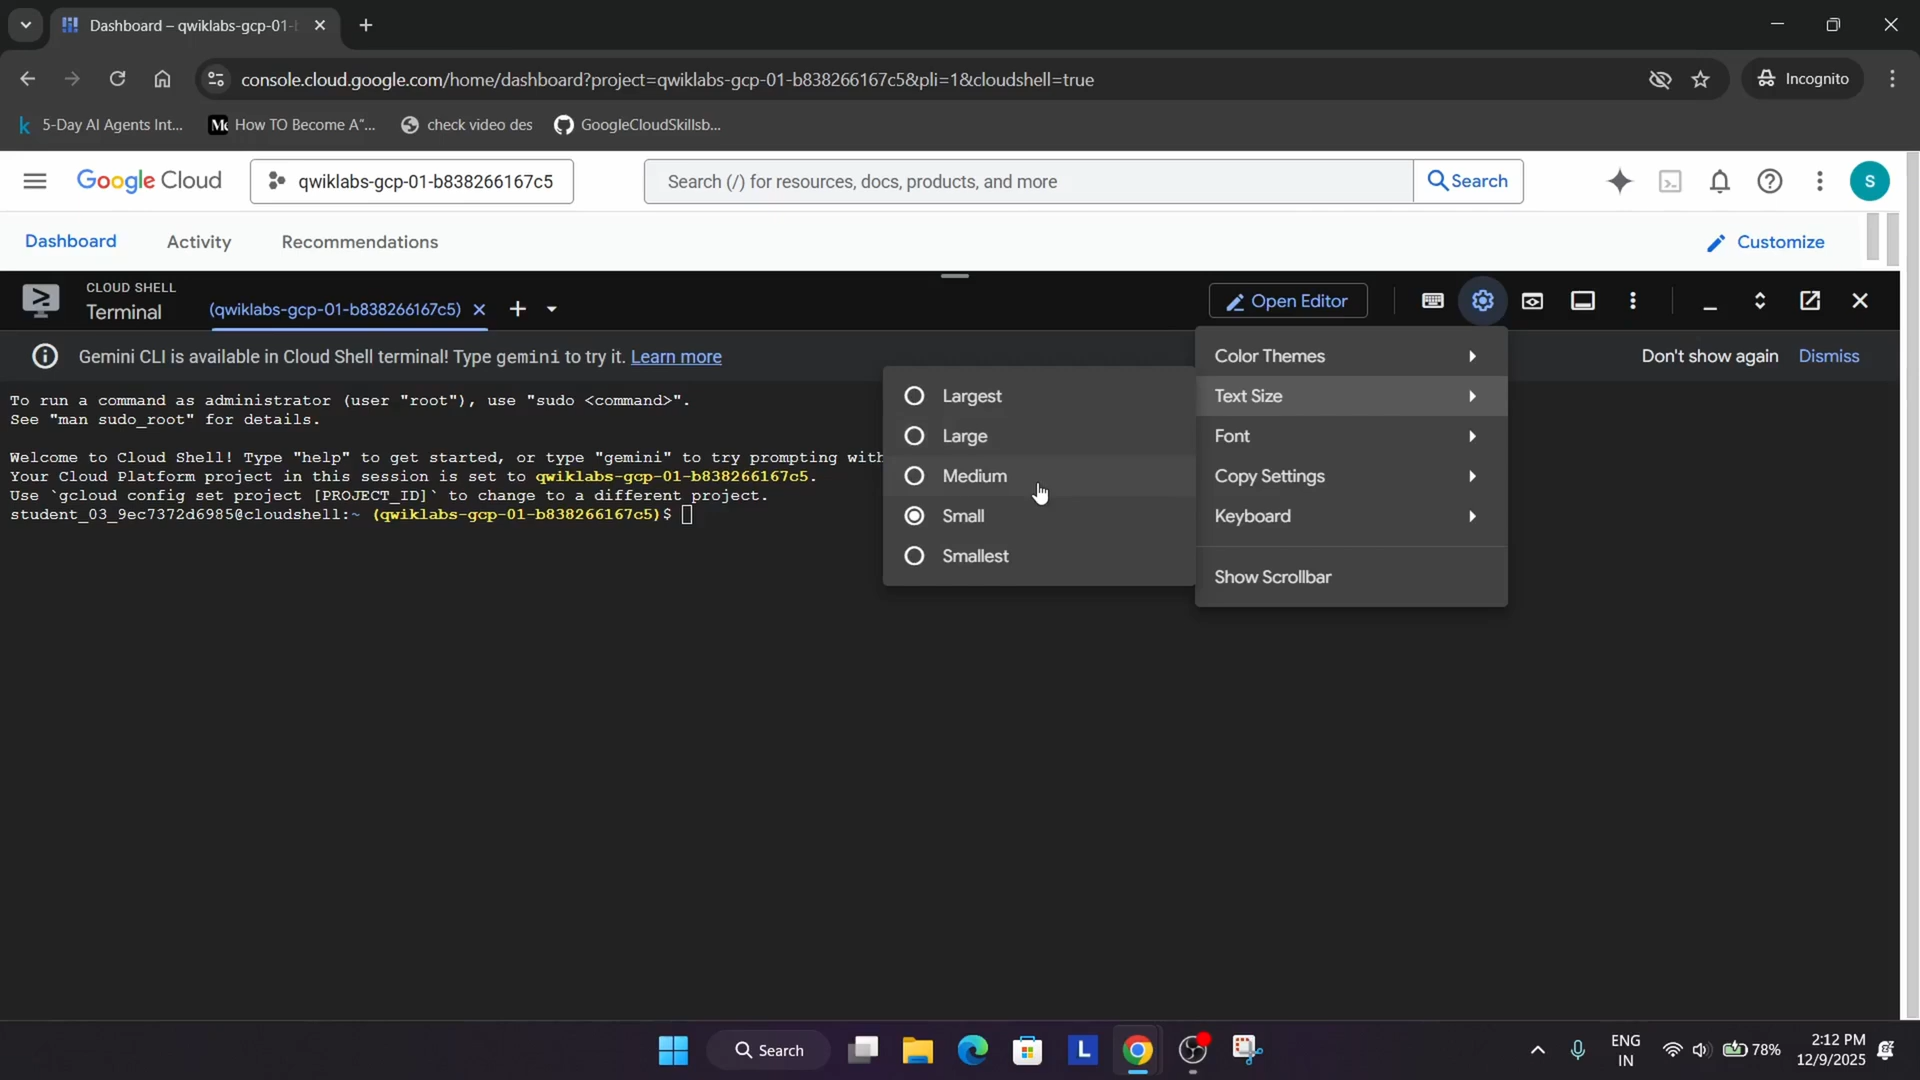 Dashboard – qwiklabs-gcp-01-
console.cloud.google.com/home/dashboard?project=qwiklabs-gcp-01-b838266167c5&pli=1&cloudshell=true
Incognito
5-Day AI Agents Int...
How TO Become A"...
check video des
GoogleCloudSkillsb...
Google Cloud
qwiklabs-gcp-01-b838266167c5
Search (/) for resources, docs, products, and more
Search
S
Dashboard
Activity
Recommendations
Customize
CLOUD SHELL
Terminal
(qwiklabs-gcp-01-b838266167c5)
Open Editor
Gemini CLI is available in Cloud Shell terminal! Type gemini to try it. Learn more
Don't show again
Dismiss
To run a command as administrator (user "root"), use "sudo <command>".
See "man sudo_root" for details.
Welcome to Cloud Shell! Type "help" to get started, or type "gemini" to try prompting with
Your Cloud Platform project in this session is set to qwiklabs-gcp-01-b838266167c5.
Use `gcloud config set project [PROJECT_ID]` to change to a different project.
student_03_9ec7372d6985@cloudshell:~ (qwiklabs-gcp-01-b838266167c5)$
Largest
Large
Medium
Small
Smallest
Color Themes
Text Size
Font
Copy Settings
Keyboard
Show Scrollbar
Search
L
ENG
IN
78%
2:12 PM
12/9/2025